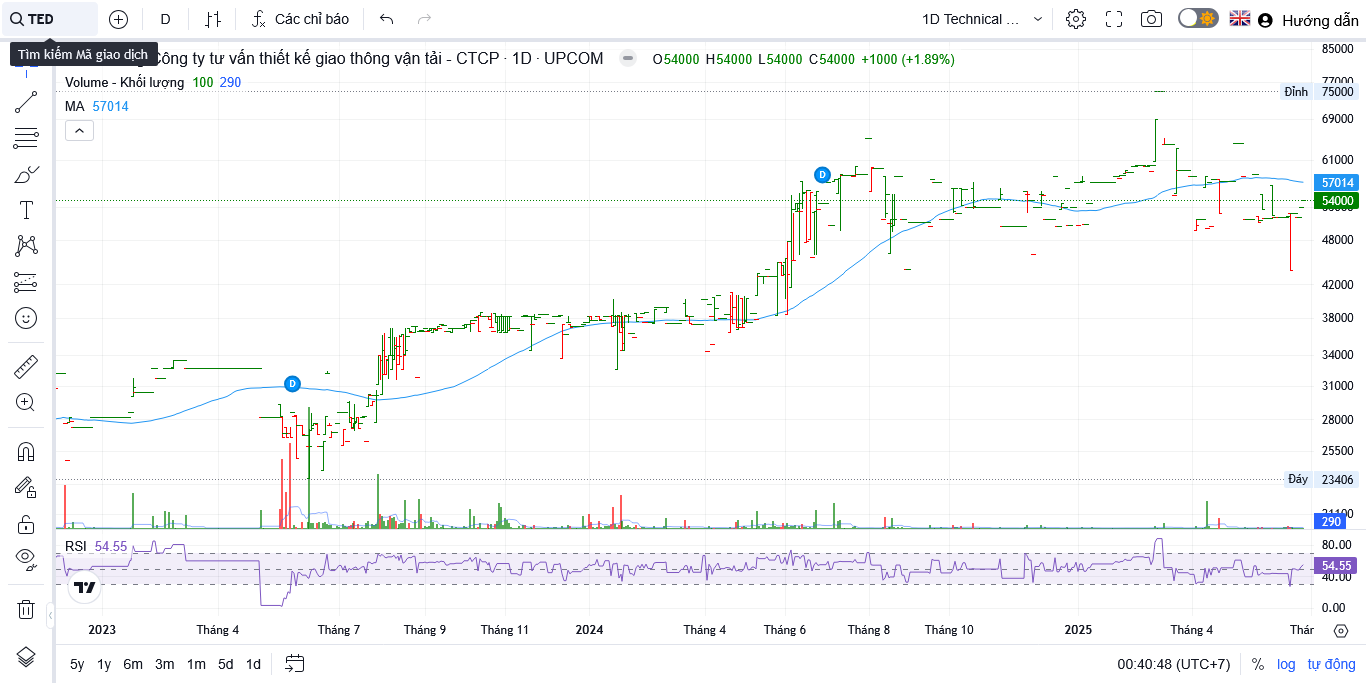 TED
D
Các chỉ báo
1D Technical ...
Hướng dẫn
Tìm kiếm Mã giao dịch
Công ty tư vấn thiết kế giao thông vận tải - CTCP · 1D · UPCOM
O54000 H54000 L54000 C54000 +1000 (+1.89%)
Volume - Khối lượng 100 290
MA 57014
85000
77000
Đỉnh 75000
69000
61000
57014
54000
48000
42000
38000
34000
31000
28000
25500
Đáy 23406
290
D
D
RSI 54.55
80.00
54.55
40.00
0.00
2023 Tháng 4 Tháng 7 Tháng 9 Tháng 11 2024 Tháng 4 Tháng 6 Tháng 8 Tháng 10 2025 Tháng 4 Thár
5y 1y 6m 3m 1m 5d 1d
00:40:48 (UTC+7) % log tự động